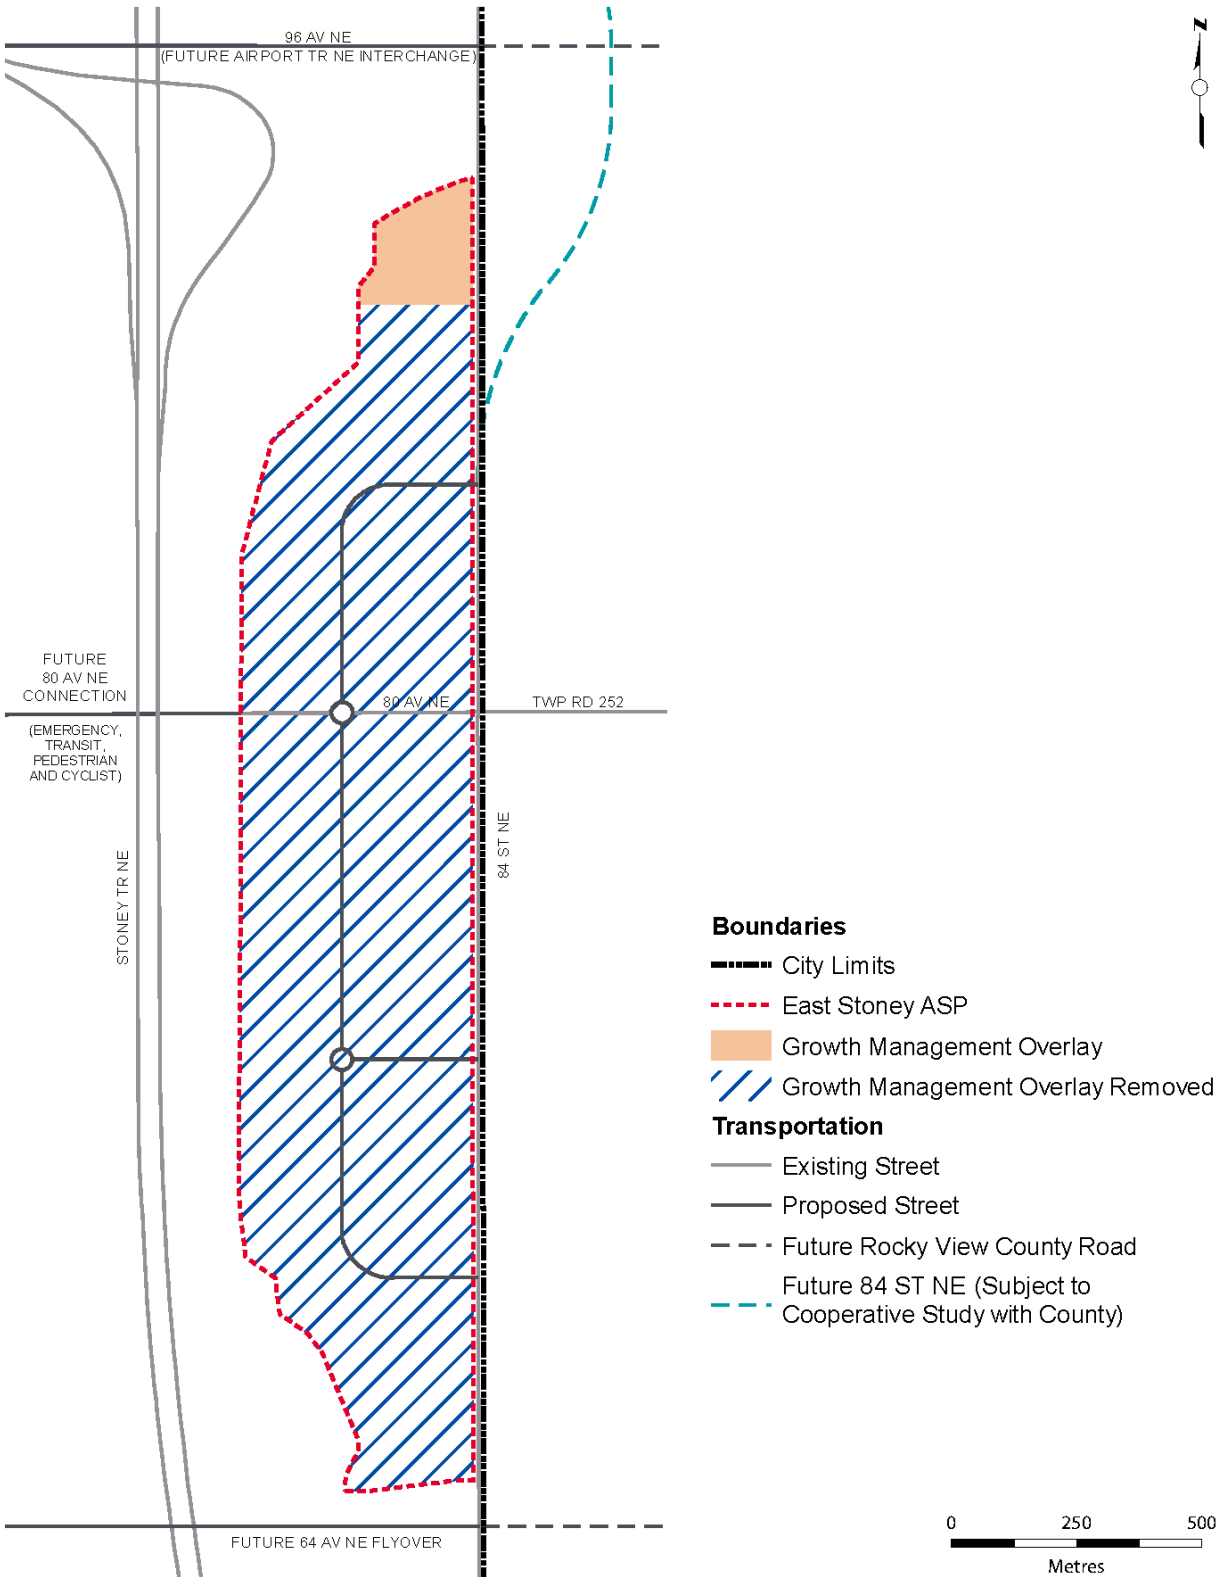 96 AV NE
(FUTURE AIRPORT TR NE INTERCHANGE)
N
FUTURE
80 AV NE
CONNECTION
(EMERGENCY,
TRANSIT,
PEDESTRIAN
AND CYCLIST)
80 AV NE
TWP RD 252
84 ST NE
STONEY TR NE
Boundaries
City Limits
East Stoney ASP
Growth Management Overlay
Growth Management Overlay Removed
Transportation
Existing Street
Proposed Street
Future Rocky View County Road
Future 84 ST NE (Subject to
Cooperative Study with County)
FUTURE 64 AV NE FLYOVER
0 250 500
Metres